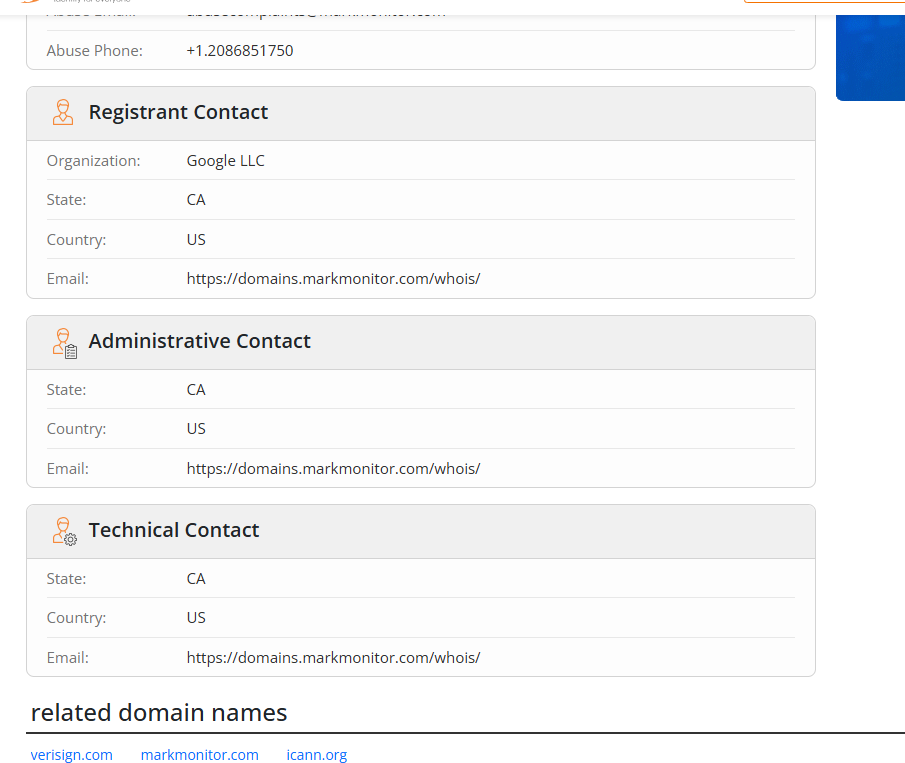 Abuse Phone: +1.2086851750
Registrant Contact
Organization: Google LLC
State: CA
Country: US
Email: https://domains.markmonitor.com/whois/
Administrative Contact
State: CA
Country: US
Email: https://domains.markmonitor.com/whois/
Technical Contact
State: CA
Country: US
Email: https://domains.markmonitor.com/whois/
related domain names
verisign.com markmonitor.com icann.org